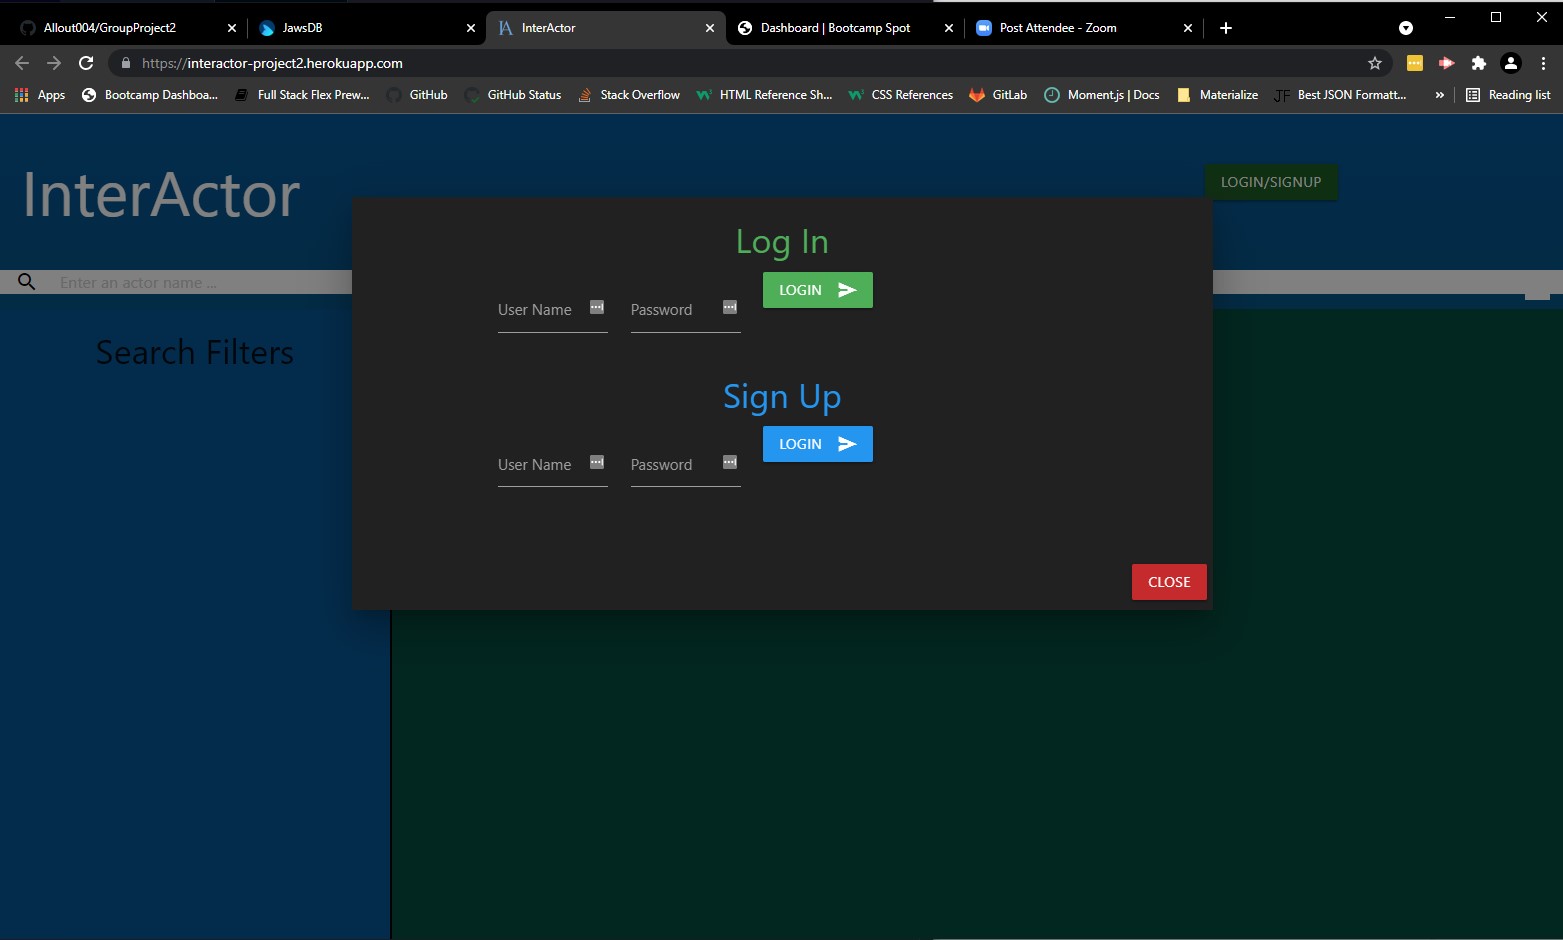 Allout004/GroupProject2
JawsDB
InterActor
Dashboard | Bootcamp Spot
Post Attendee - Zoom
https://interactor-project2.herokuapp.com
Apps
Bootcamp Dashboa...
Full Stack Flex Prew...
GitHub
GitHub Status
Stack Overflow
HTML Reference Sh...
CSS References
GitLab
Moment.js | Docs
Materialize
JF
Best JSON Formatt...
»
Reading list
InterActor
LOGIN/SIGNUP
Enter an actor name ...
Search Filters
Log In
User Name
Password
LOGIN
Sign Up
User Name
Password
LOGIN
CLOSE